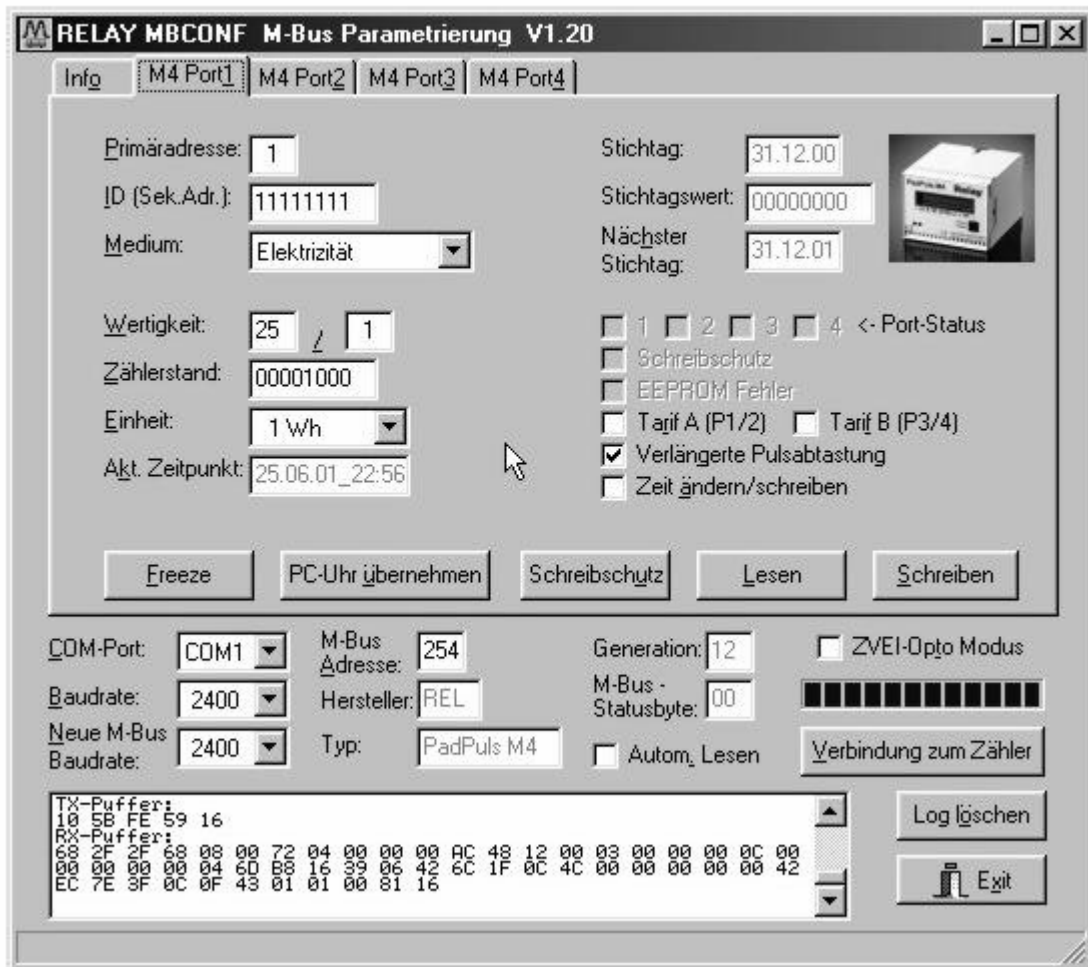 RELAY MBCONF M-Bus Parametrierung V1.20
Info M4 Port1 M4 Port2 M4 Port3 M4 Port4
Primäradresse: 1
ID (Sek.Adr.): 11111111
Medium: Elektrizität
Stichtag: 31.12.00
Stichtagswert: 00000000
Nächster
Stichtag: 31.12.01
Wertigkeit: 25 / 1
Zählerstand: 00001000
Einheit: 1 Wh
Akt. Zeitpunkt: 25.06.01_22:56
1 2 3 4 <- Port-Status
Schreibschutz
EEPROM Fehler
Tarif A (P1/2) Tarif B (P3/4)
Verlängerte Pulsabtastung
Zeit ändern/schreiben
Freeze PC-Uhr übernehmen Schreibschutz Lesen Schreiben
COM-Port: COM1
Baudrate: 2400
Neue M-Bus
Baudrate: 2400
M-Bus
Adresse: 254
Hersteller: REL
Typ: PadPuls M4
Generation: 12
M-Bus -
Statusbyte: 00
Autom. Lesen
ZVEI-Opto Modus
Verbindung zum Zähler
TX-Puffer:
10 5B FE 59 16
RX-Puffer:
68 2F 2F 68 08 00 72 04 00 00 00 AC 48 12 00 03 00 00 00 0C 00
00 00 00 00 04 6D B8 16 39 06 42 6C 1F 0C 4C 00 00 00 00 00 42
EC 7E 3F 0C 0F 43 01 01 00 81 16
Log löschen
Exit